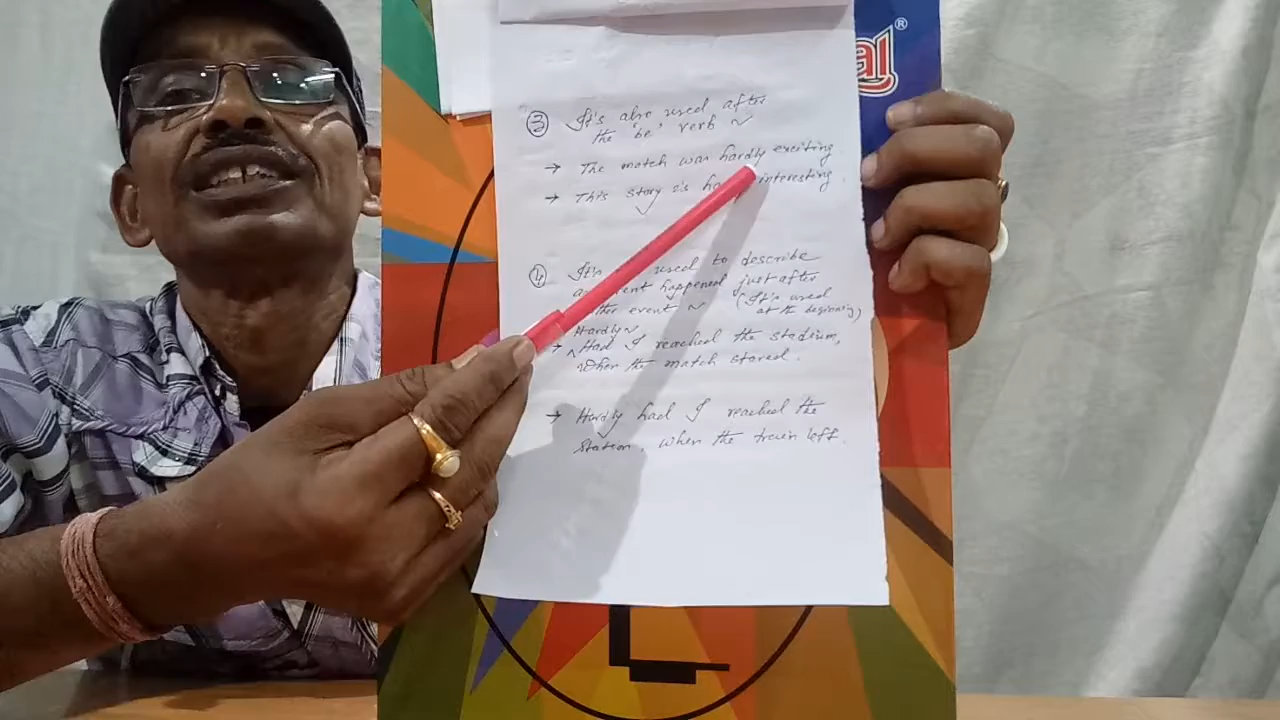 al®
③ It's also used after
the 'be' verb ~
→ The match was hardly exciting.
→ This story is interesting.
④ It's used to describe
event happened just after
event ~ (It's used
at the beginning)
Hardly ~
→ ^ Had I reached the stadium,
when the match stared.
→ Hardly had I reached the
station, when the train left.